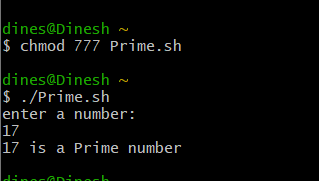 dines@Dinesh ~
$ chmod 777 Prime.sh
dines@Dinesh ~
$ ./Prime.sh
enter a number:
17
17 is a Prime number
dines@Dinesh ~